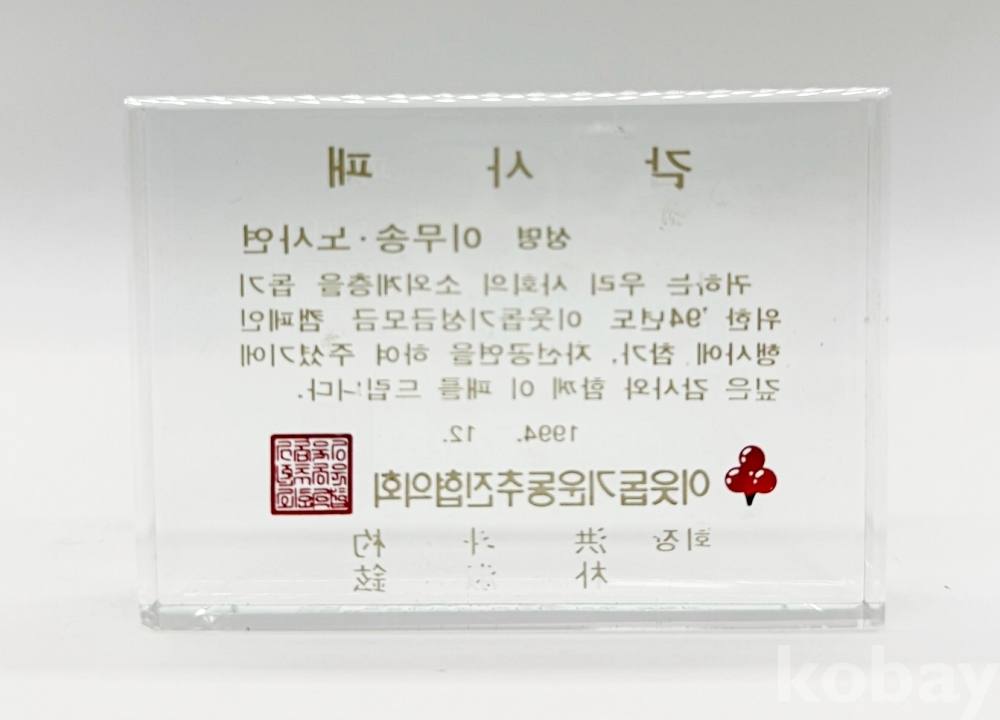 감 사 패
성명 이무송·노사연
귀하는 우리 사회의 소외계층을 돕기
위한 '94년도 이웃돕기성금모금 캠페인
행사에 참가, 자선공연을 하여 주셨기에
깊은 감사와 함께 이 패를 드립니다.
1994. 12.
이웃돕기운동추진협의회
회장 洪 杓
朴 鉉
kobay